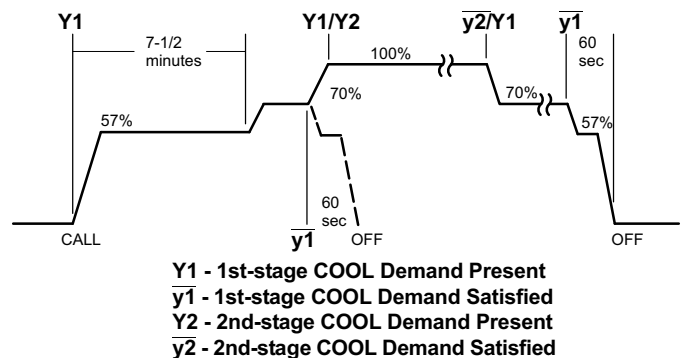 Y1 Y1/Y2 y2/Y1 y1
7-1/2 minutes
60 sec
100%
70%
70%
57%
57%
60 sec
y1
CALL OFF OFF
Y1 - 1st-stage COOL Demand Present
y1 - 1st-stage COOL Demand Satisfied
Y2 - 2nd-stage COOL Demand Present
y2 - 2nd-stage COOL Demand Satisfied